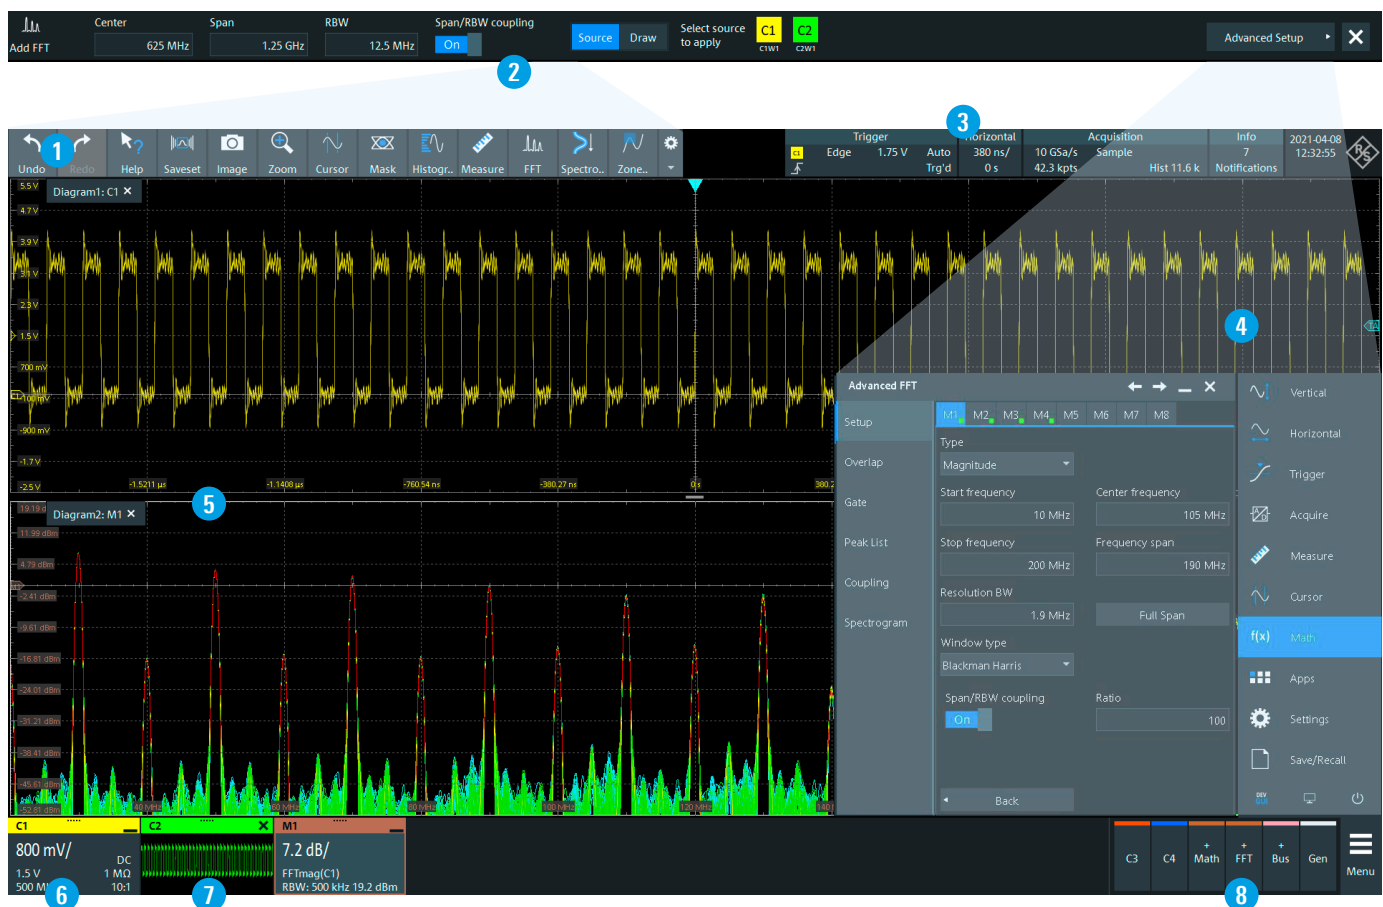 Center
Span
RBW
Span/RBW coupling
Add FFT
625 MHz
1.25 GHz
12.5 MHz
On
Source
Draw
Select source
to apply
C1
C1W1
C2
C2W1
Advanced Setup
2
1
Undo
Redo
Help
Saveset
Image
Zoom
Cursor
Mask
Histogr..
Measure
FFT
Spectro..
Zone..
3
Trigger
Horizontal
Acquisition
Info
2021-04-08
12:32:55
C1
Edge
1.75 V
Auto
Trg'd
380 ns/
0 s
10 GSa/s
Sample
42.3 kpts
Hist 11.6 k
7
Notifications
R&S
Diagram1: C1
5.5 V
4.7 V
3.9 V
3.1 V
2.3 V
1.5 V
700 mV
-100 mV
-900 mV
-1.7 V
-2.5 V
TA
-1.5211 µs
-1.1408 µs
-760.54 ns
-380.27 ns
0 s
380.2
4
5
Diagram2: M1
11.99 dBm
4.79 dBm
-2.41 dBm
-9.61 dBm
-16.81 dBm
-24.01 dBm
-31.21 dBm
-38.41 dBm
-45.61 dBm
-52.81 dBm
40 MHz
60 MHz
80 MHz
100 MHz
120 MHz
140
Advanced FFT
Setup
Overlap
Gate
Peak List
Coupling
Spectrogram
M1
M2
M3
M4
M5
M6
M7
M8
Type
Magnitude
Start frequency
10 MHz
Center frequency
105 MHz
Stop frequency
200 MHz
Frequency span
190 MHz
Resolution BW
1.9 MHz
Full Span
Window type
Blackman Harris
Span/RBW coupling
On
Ratio
100
Back
Vertical
Horizontal
Trigger
Acquire
Measure
Cursor
f(x)
Math
Apps
Settings
Save/Recall
DEV
GUI
C1
800 mV/
DC
1.5 V
1 MΩ
500 M
10:1
6
C2
7
M1
7.2 dB/
FFTmag(C1)
RBW: 500 kHz 19.2 dBm
C3
C4
+
Math
+
FFT
+
Bus
Gen
Menu
8